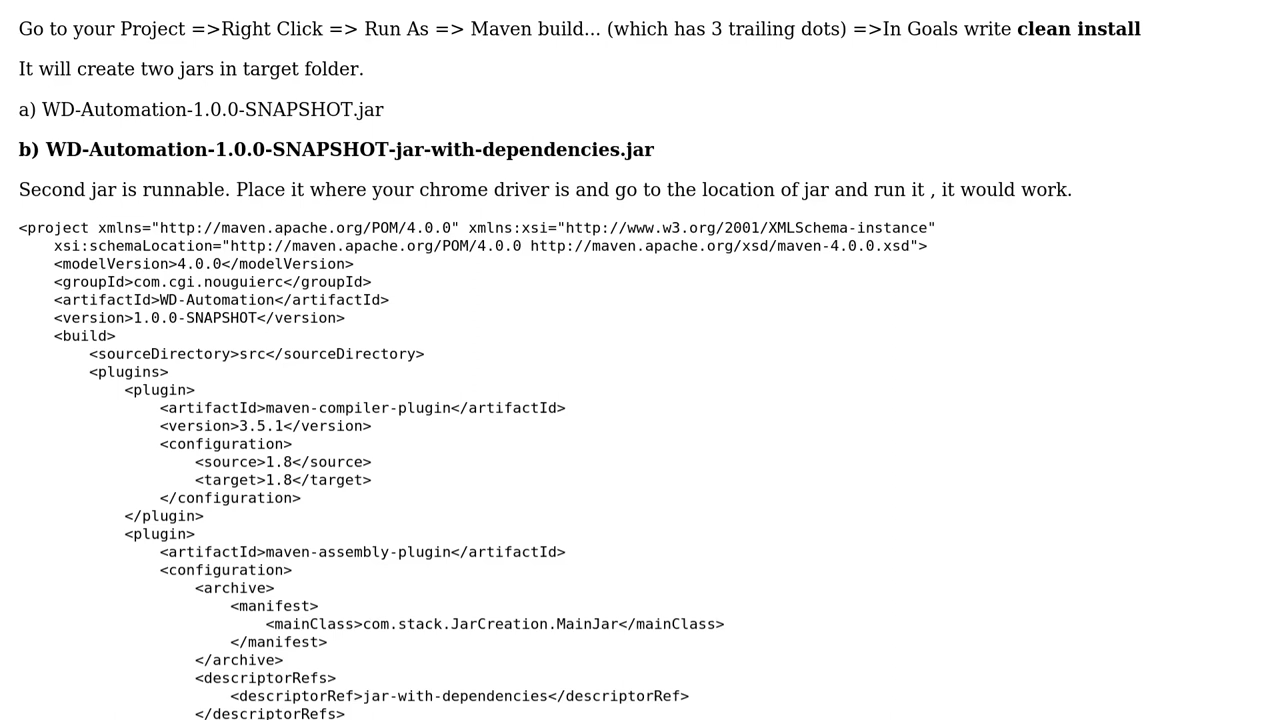 Go to your Project =>Right Click => Run As => Maven build... (which has 3 trailing dots) =>In Goals write clean install
It will create two jars in target folder.
a) WD-Automation-1.0.0-SNAPSHOT.jar
b) WD-Automation-1.0.0-SNAPSHOT-jar-with-dependencies.jar
Second jar is runnable. Place it where your chrome driver is and go to the location of jar and run it , it would work.
<project xmlns="http://maven.apache.org/POM/4.0.0" xmlns:xsi="http://www.w3.org/2001/XMLSchema-instance"
    xsi:schemaLocation="http://maven.apache.org/POM/4.0.0 http://maven.apache.org/xsd/maven-4.0.0.xsd">
    <modelVersion>4.0.0</modelVersion>
    <groupId>com.cgi.nouguierc</groupId>
    <artifactId>WD-Automation</artifactId>
    <version>1.0.0-SNAPSHOT</version>
    <build>
        <sourceDirectory>src</sourceDirectory>
        <plugins>
            <plugin>
                <artifactId>maven-compiler-plugin</artifactId>
                <version>3.5.1</version>
                <configuration>
                    <source>1.8</source>
                    <target>1.8</target>
                </configuration>
            </plugin>
            <plugin>
                <artifactId>maven-assembly-plugin</artifactId>
                <configuration>
                    <archive>
                        <manifest>
                            <mainClass>com.stack.JarCreation.MainJar</mainClass>
                        </manifest>
                    </archive>
                    <descriptorRefs>
                        <descriptorRef>jar-with-dependencies</descriptorRef>
                    </descriptorRefs>